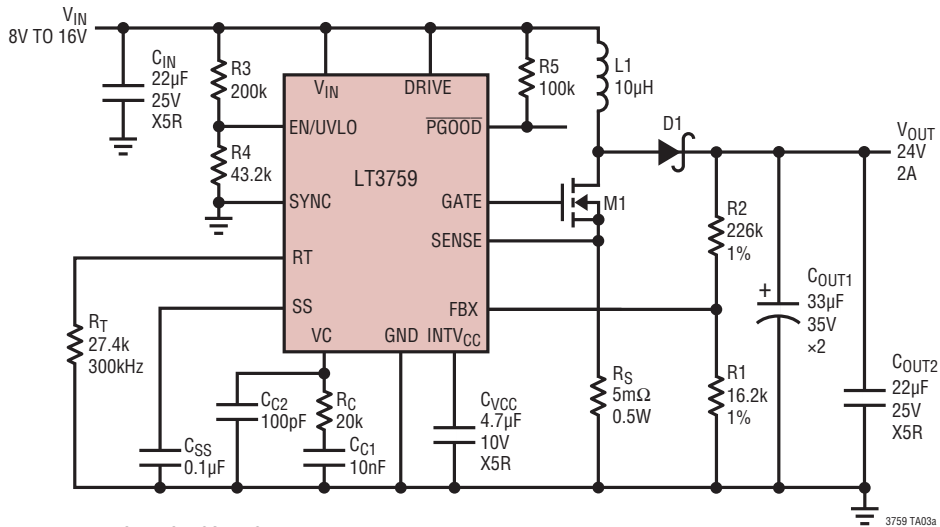 VIN
8V TO 16V
CIN
22µF
25V
X5R
R3
200k
R4
43.2k
VIN
DRIVE
EN/UVLO
PGOOD
LT3759
SYNC
GATE
SENSE
RT
SS
FBX
VC
GND
INTVCC
R5
100k
L1
10µH
D1
M1
VOUT
24V
2A
R2
226k
1%
COUT1
+
33µF
35V
×2
COUT2
22µF
25V
X5R
R1
16.2k
1%
RS
5mΩ
0.5W
RT
27.4k
300kHz
CSS
0.1µF
CC2
100pF
RC
20k
CC1
10nF
CVCC
4.7µF
10V
X5R
3759 TA03a